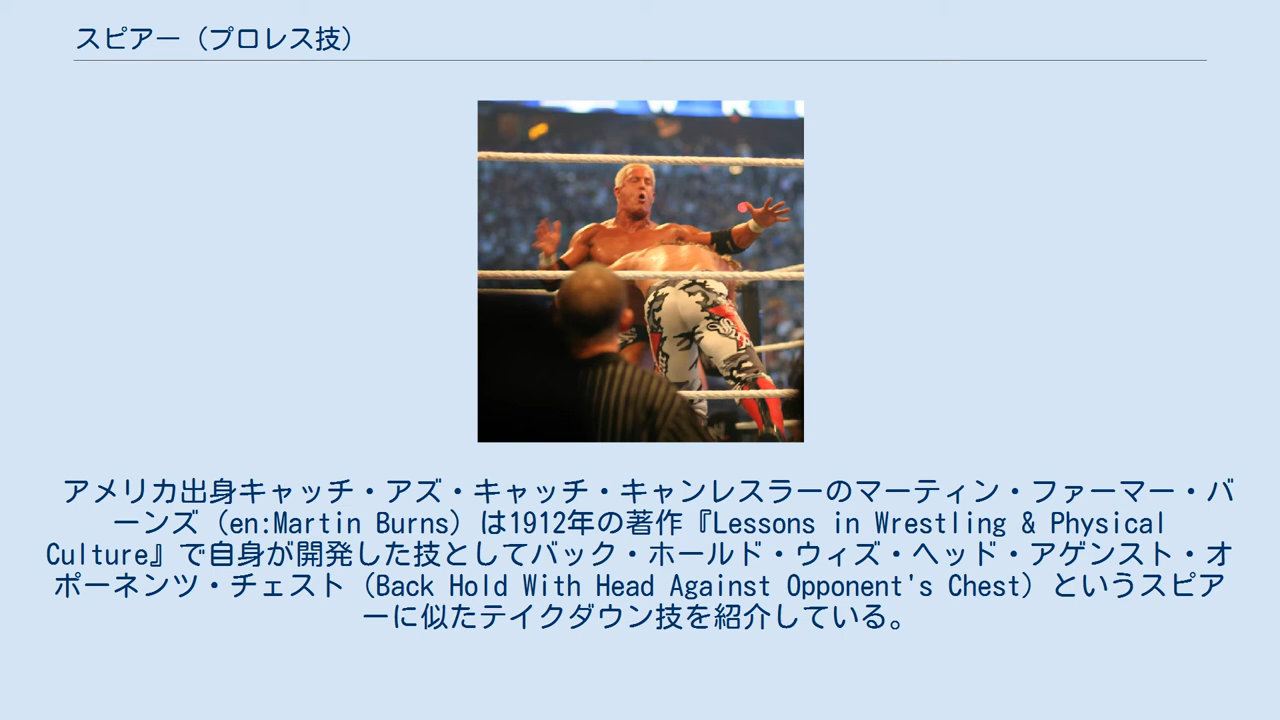 スピアー（プロレス技）
アメリカ出身キャッチ・アズ・キャッチ・キャンレスラーのマーティン・ファーマー・バ
ーンズ（en:Martin Burns）は1912年の著作『Lessons in Wrestling & Physical
Culture』で自身が開発した技としてバック・ホールド・ウィズ・ヘッド・アゲンスト・オ
ポーネンツ・チェスト（Back Hold With Head Against Opponent's Chest）というスピア
ーに似たテイクダウン技を紹介している。